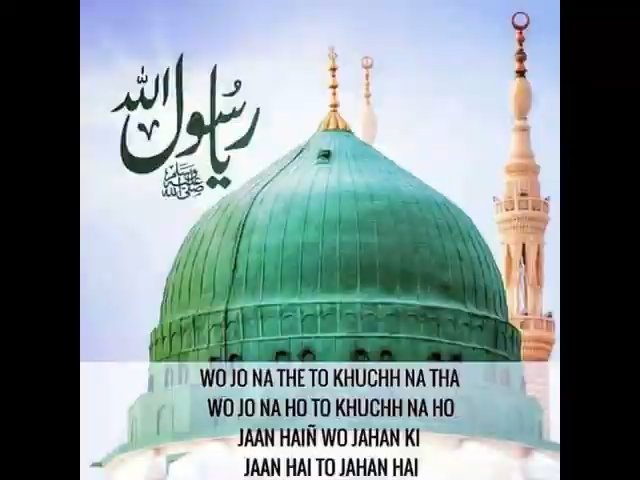 يا رسول الله
صلى الله عليه وسلم
WO JO NA THE TO KHUCHH NA THA
WO JO NA HO TO KHUCHH NA HO
JAAN HAIÑ WO JAHAN KI
JAAN HAI TO JAHAN HAI